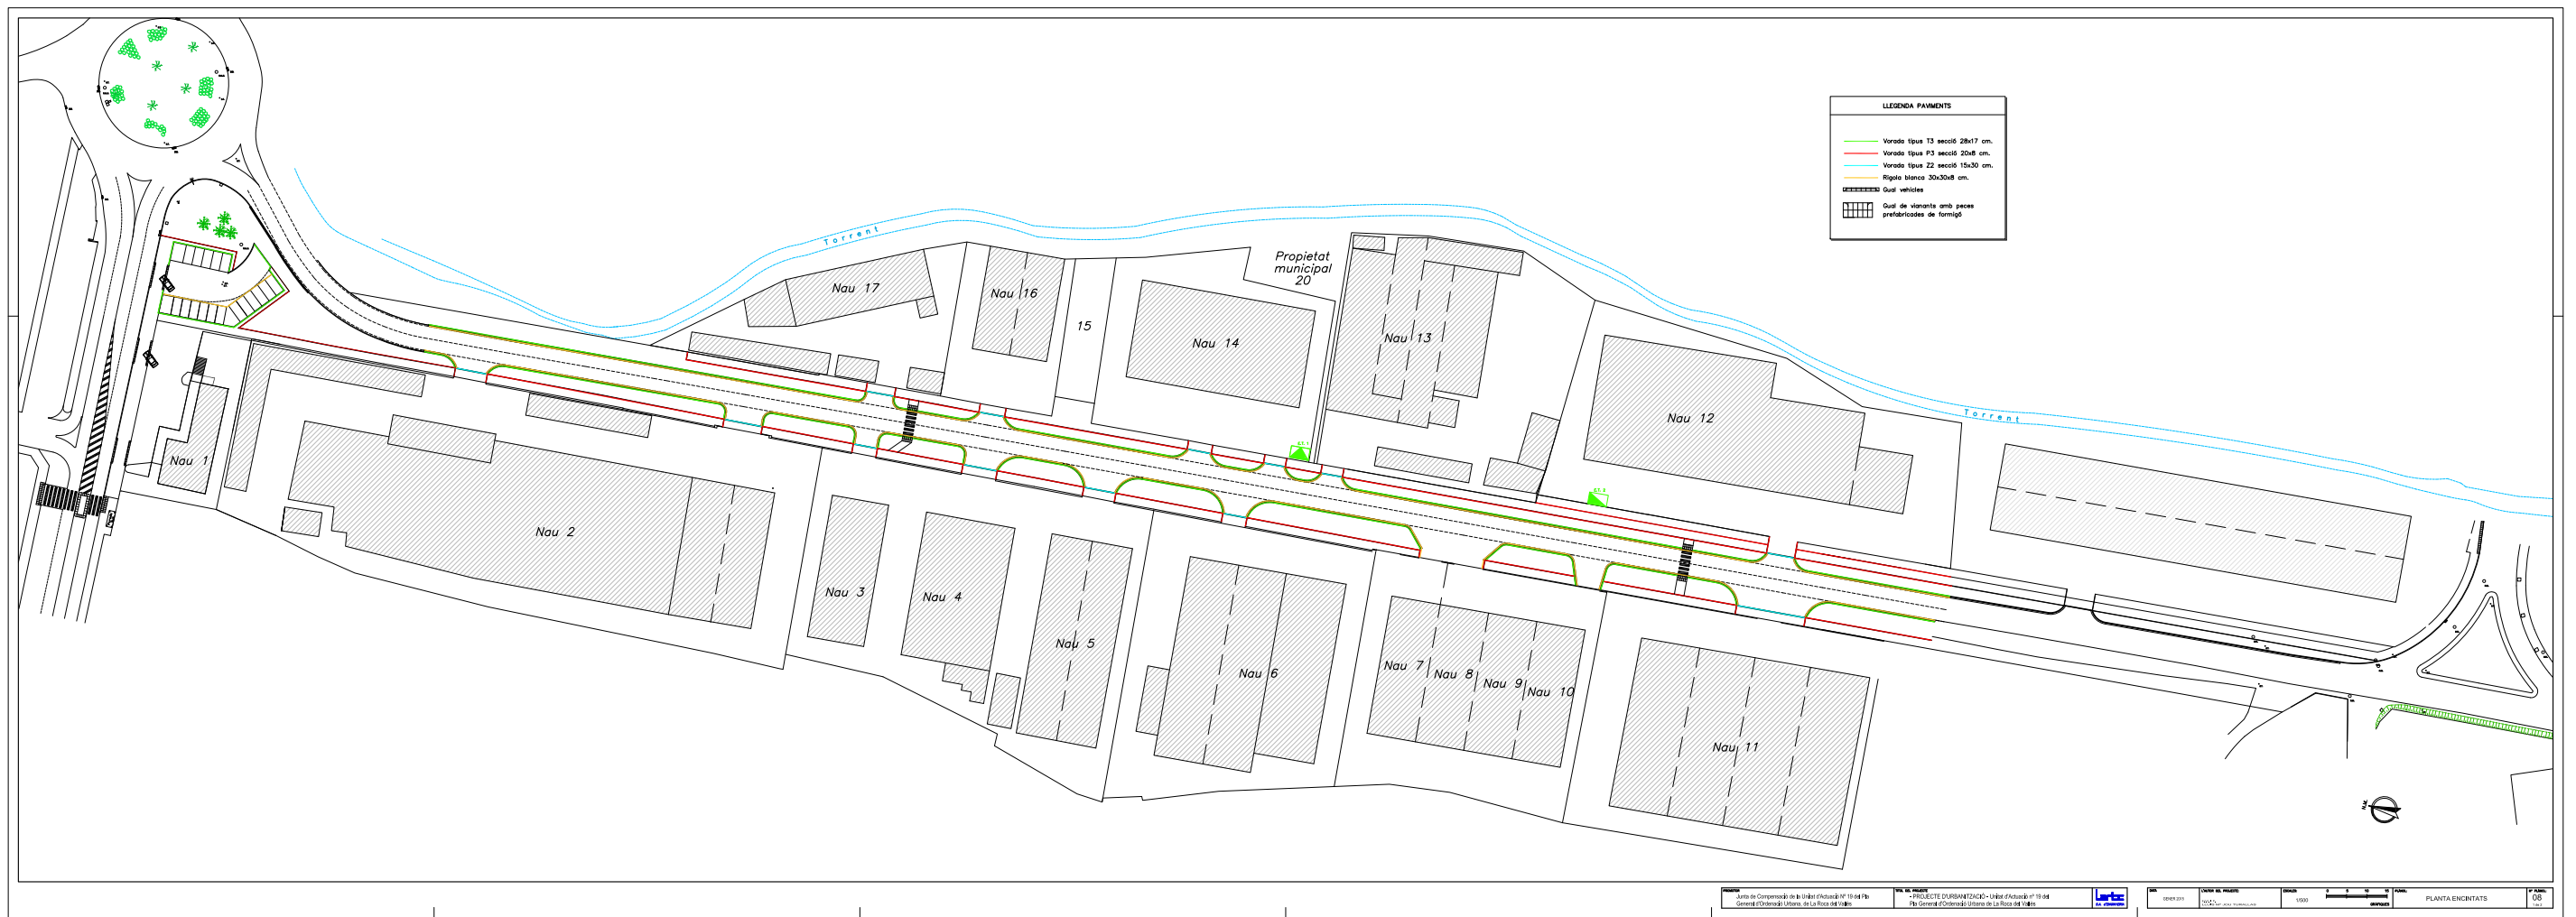 LLEGENDA PAVIMENTS
Vorada tipus T3 secció 28x17 cm.
Vorada tipus P3 secció 20x8 cm.
Vorada tipus Z2 secció 15x30 cm.
Rigola blanca 30x30x8 cm.
Gual vehicles
Gual de vianants amb peces
prefabricades de formigó
Torrent
Propietat
municipal
20
Nau 17
Nau 16
15
Nau 14
Nau 13
Nau 12
Torrent
Nau 1
Nau 2
Nau 3
Nau 4
Nau 5
Nau 6
Nau 7
Nau 8
Nau 9
Nau 10
Nau 11
N.M.
Junta de Compensació de la Unitat d'Actuació Nº 19 del Pla
General d'Ordenació Urbana, de La Roca del Vallès
- PROJECTE D'URBANITZACIÓ - Unitat d'Actuació nº 19 del
Pla General d'Ordenació Urbana de La Roca del Vallès
1/500
PLANTA ENCINTATS
08